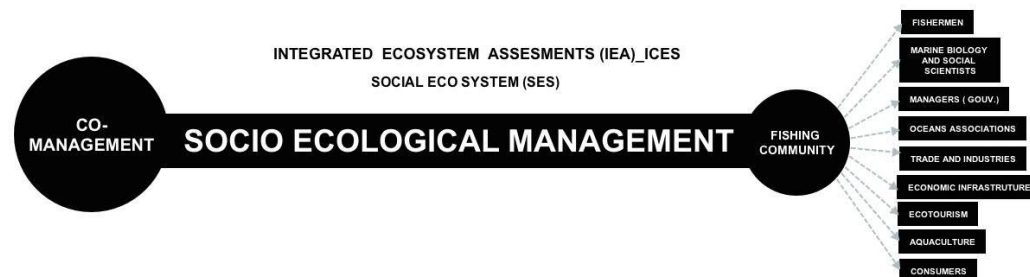 INTEGRATED ECOSYSTEM ASSESMENTS (IEA)_ICES
SOCIAL ECO SYSTEM (SES)
CO-
MANAGEMENT
SOCIO ECOLOGICAL MANAGEMENT
FISHING
COMMUNITY
FISHERMEN
MARINE BIOLOGY
AND SOCIAL
SCIENTISTS
MANAGERS ( GOUV.)
OCEANS ASSOCIATIONS
TRADE AND INDUSTRIES
ECONOMIC INFRASTRUTURE
ECOTOURISM
AQUACULTURE
CONSUMERS